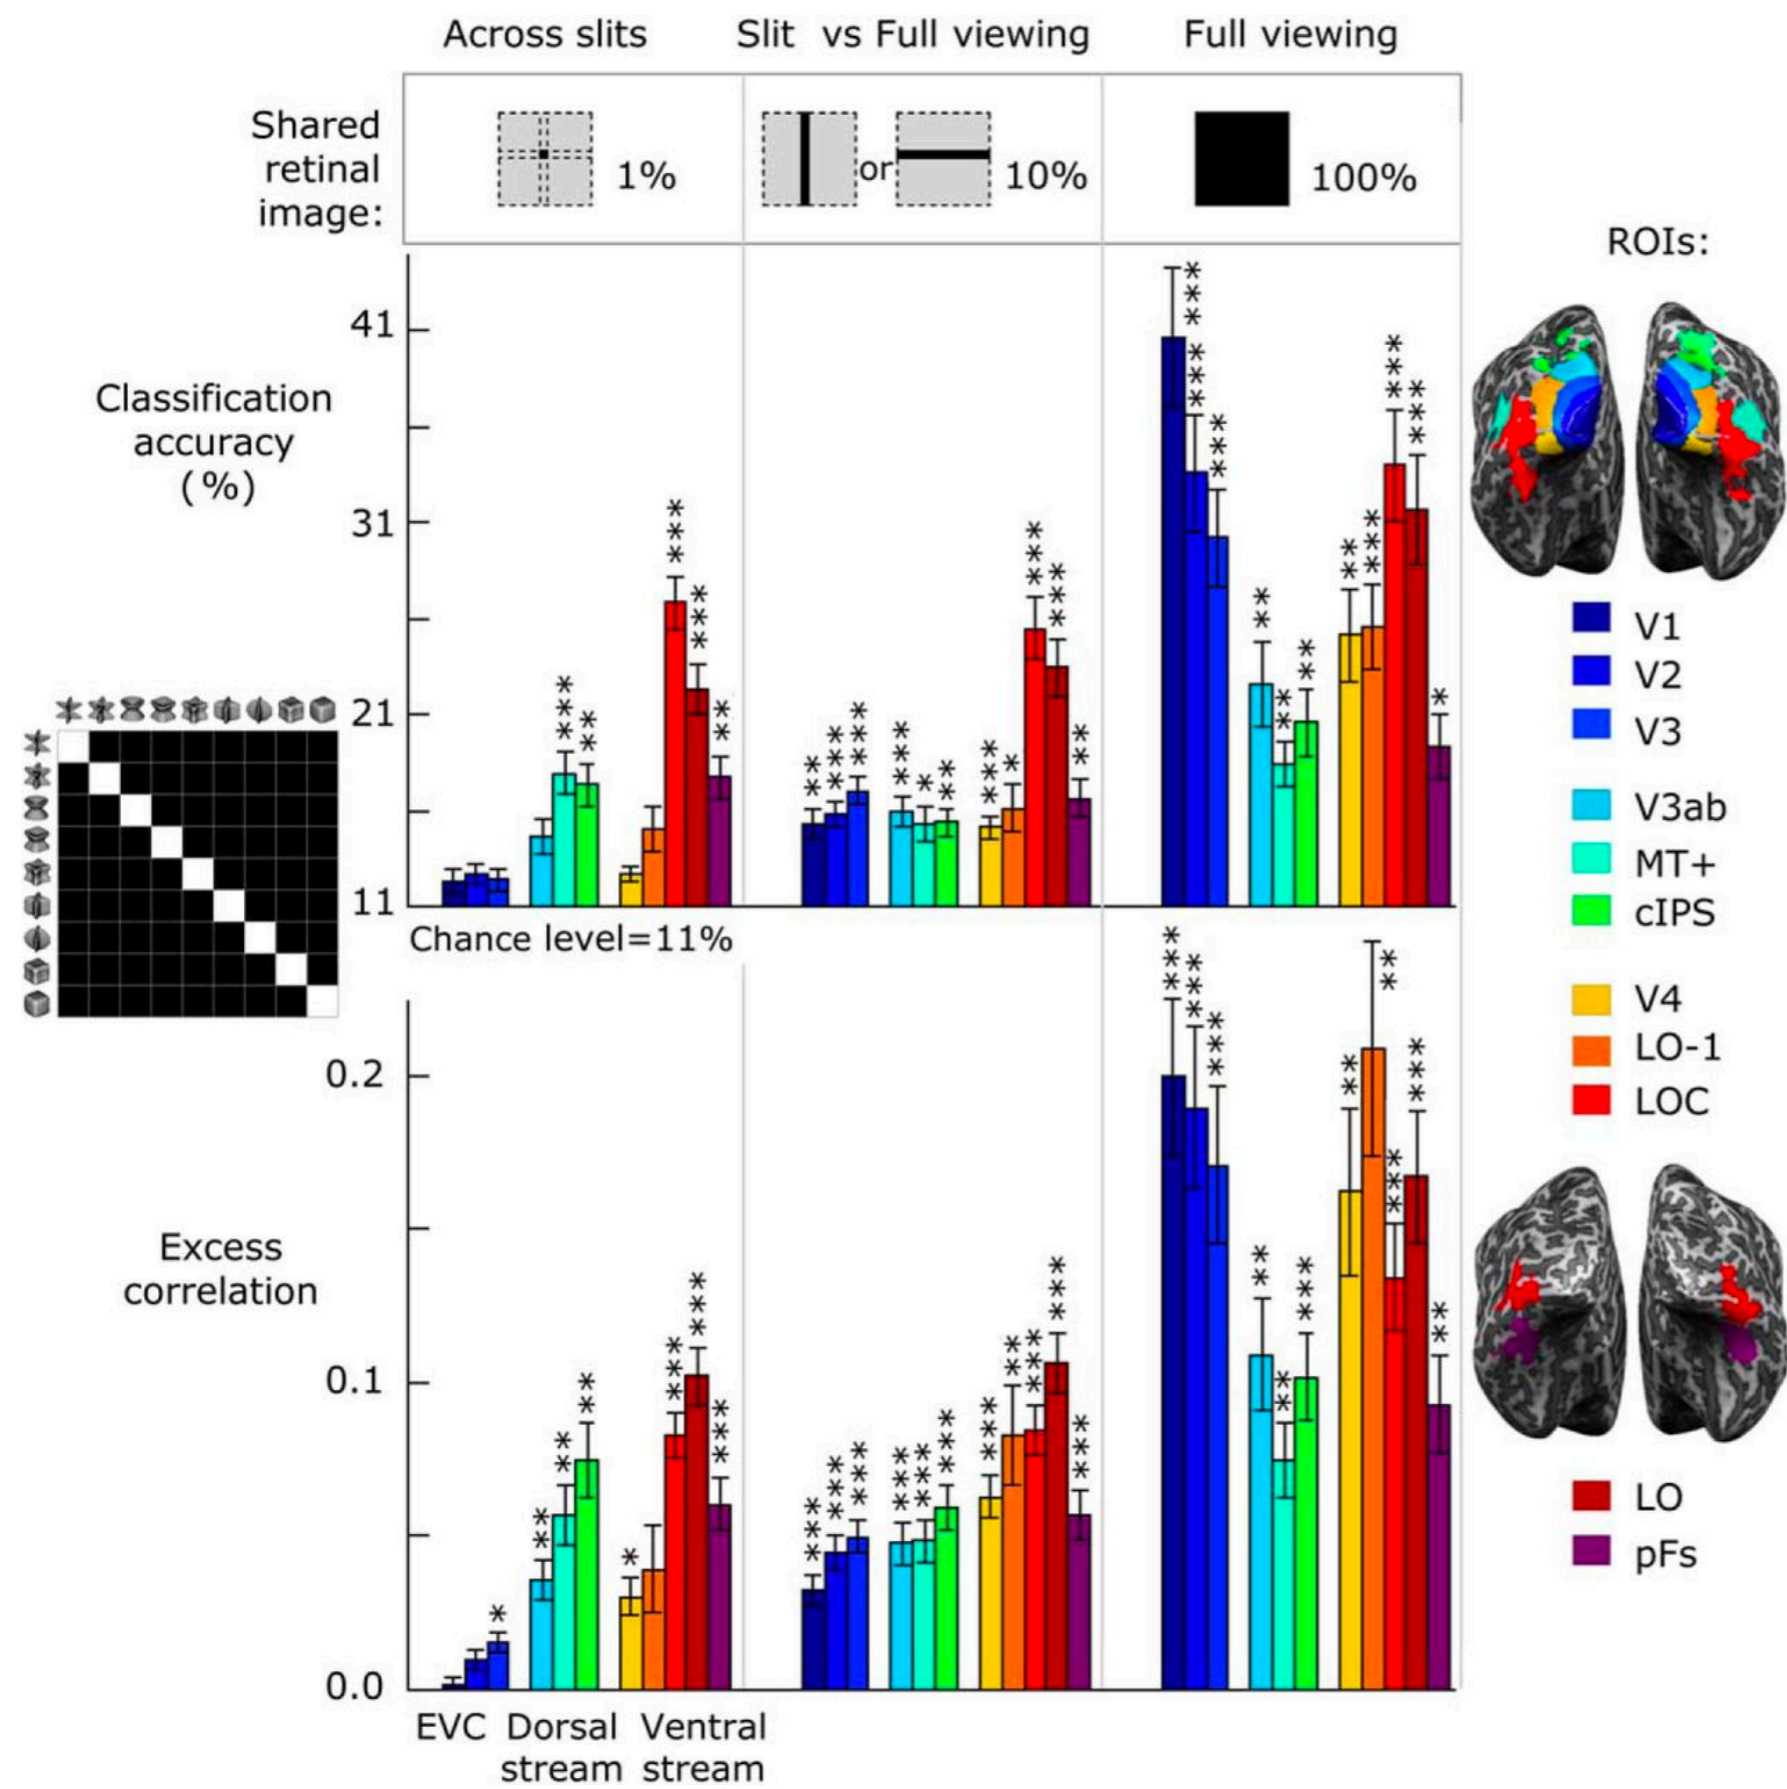 Across slits
Slit vs Full viewing
Full viewing
Shared
retinal
image:
1%
or
10%
100%
ROIs:
Classification
accuracy
(%)
41
31
21
11
***
**
***
***
**
**
***
***
***
*
**
***
*
***
***
**
***
***
***
**
**
**
**
***
***
***
*
Chance level=11%
V1
V2
V3
V3ab
MT+
cIPS
V4
LO-1
LOC
Excess
correlation
0.2
0.1
0.0
*
**
**
**
*
***
***
***
***
***
***
***
***
***
***
**
***
***
***
***
***
***
**
**
***
**
**
***
***
**
LO
pFs
EVC
Dorsal
stream
Ventral
stream